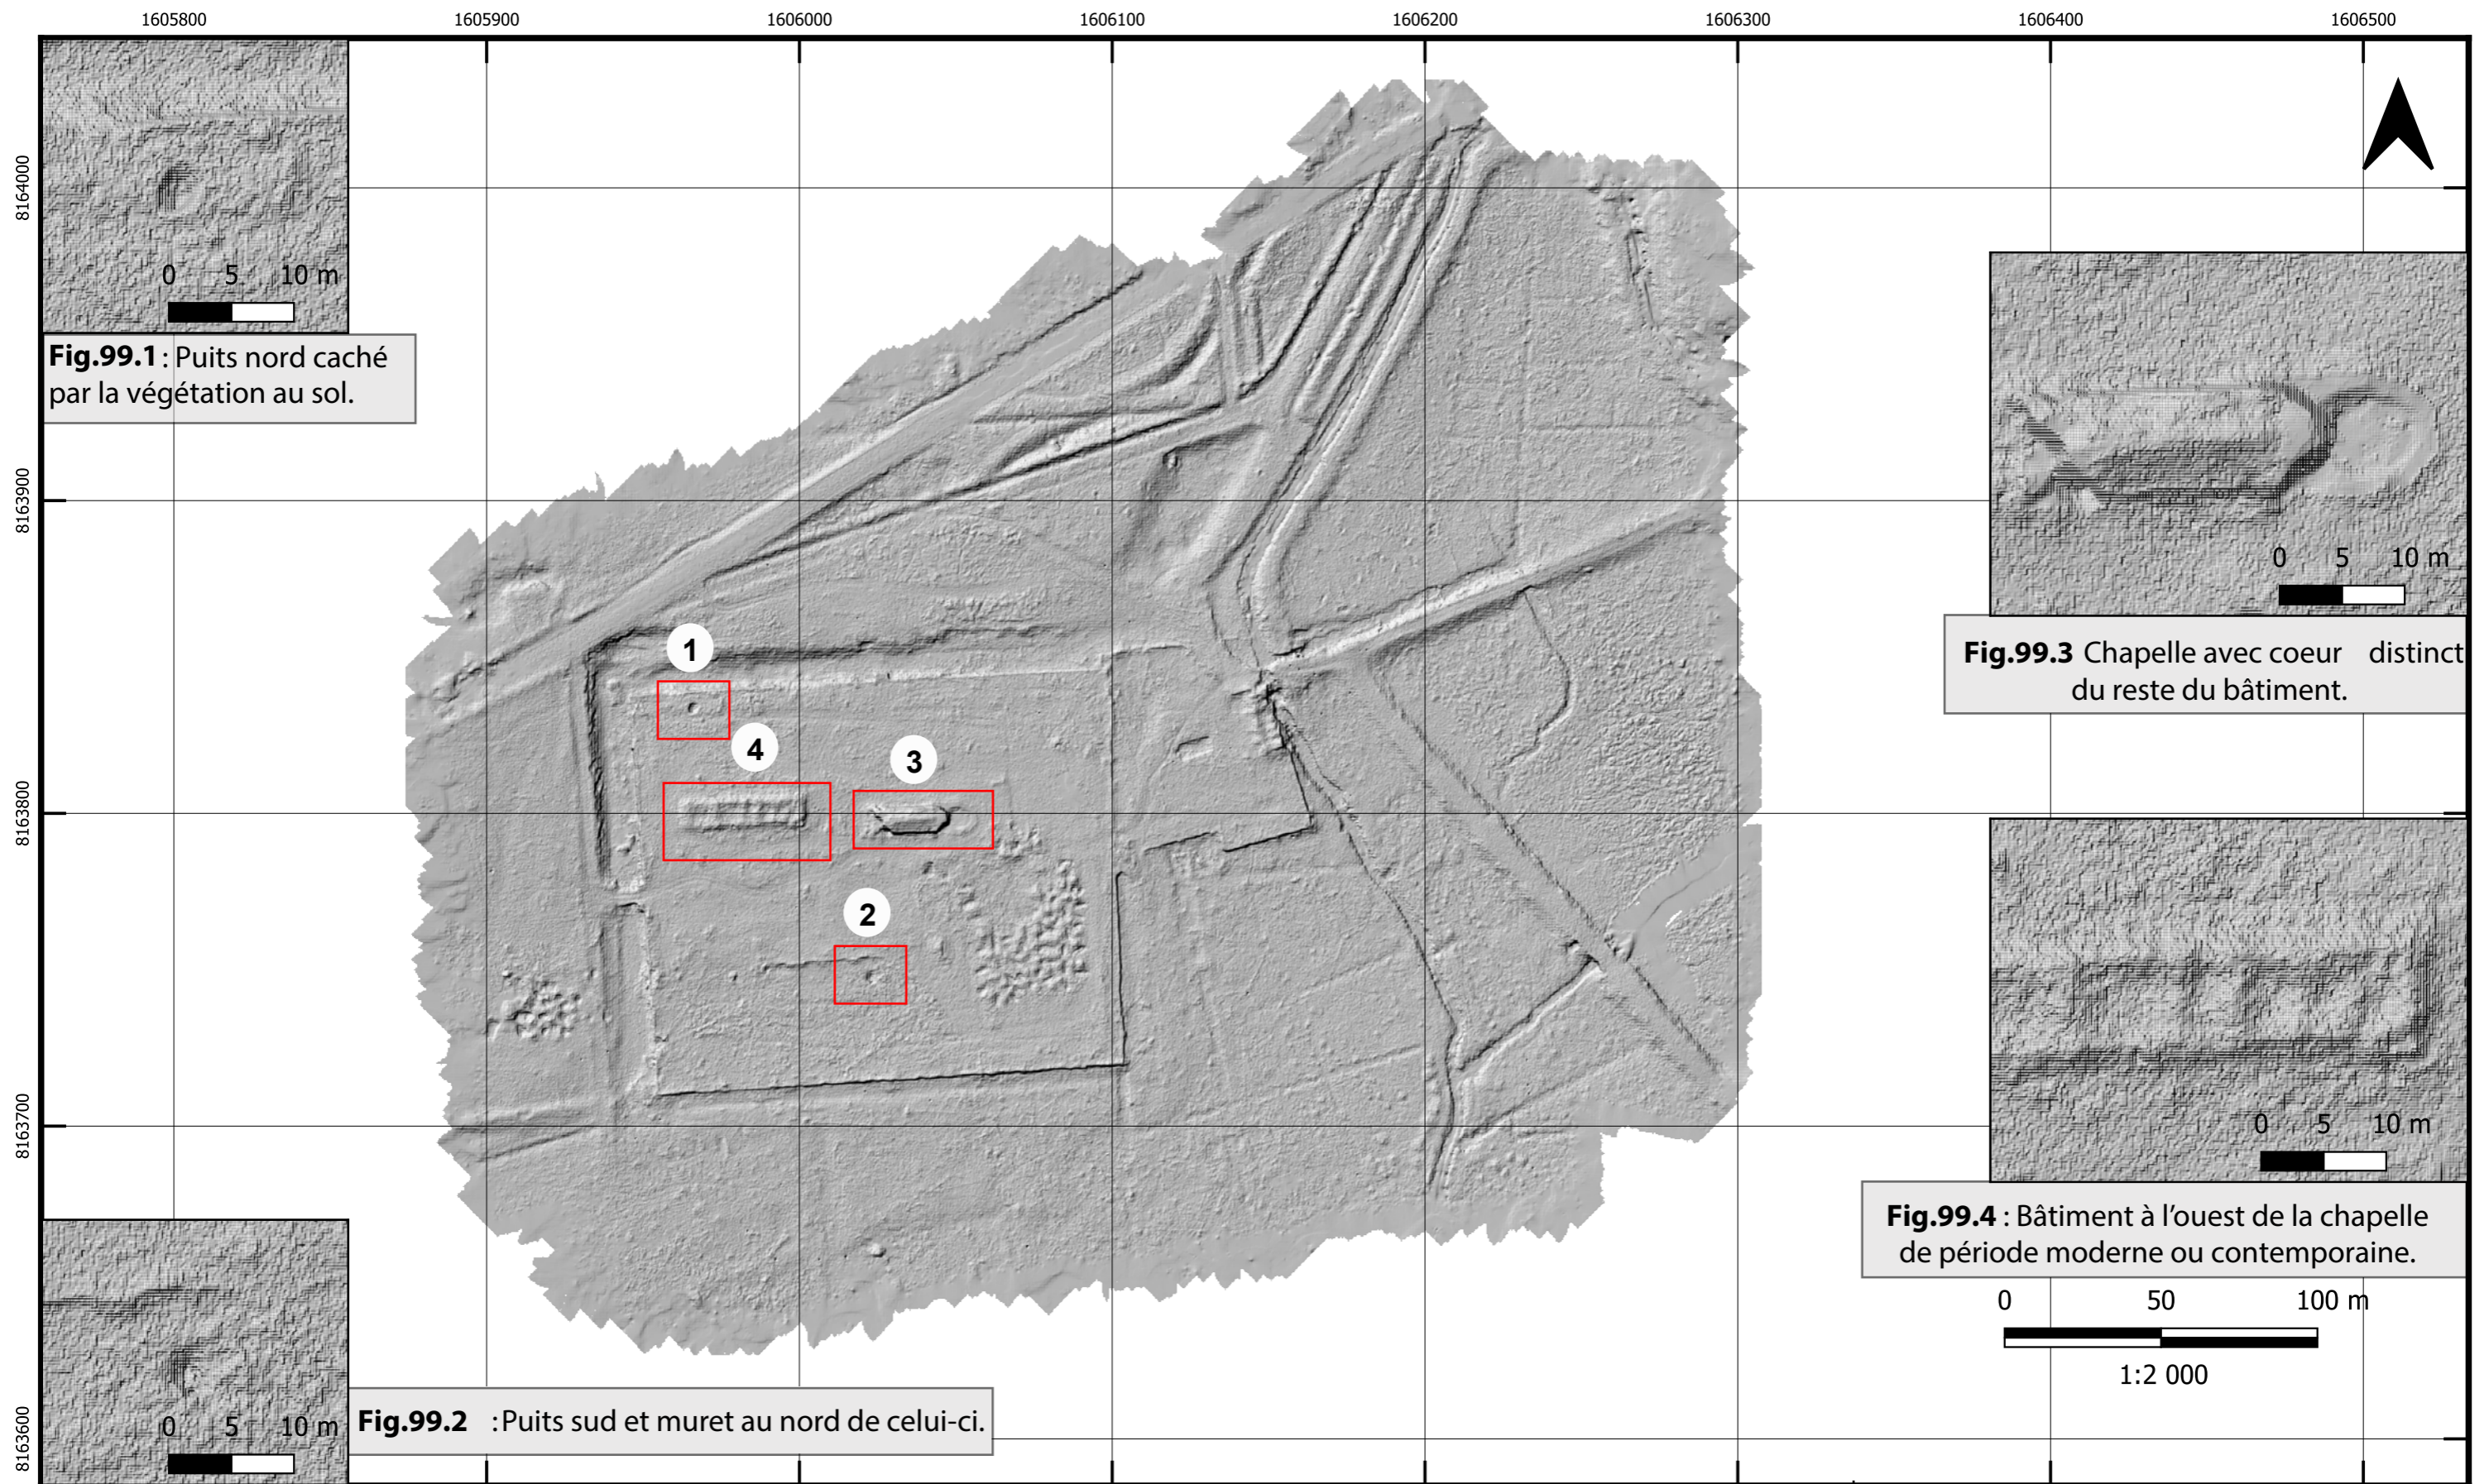 1605800 1605900 1606000 1606100 1606200 1606300 1606400 1606500
8164000
8163900
8163800
8163700
8163600
0 5 10 m
Fig.99.1 : Puits nord caché
par la végétation au sol.
1
4
3
2
0 5 10 m
Fig.99.3 Chapelle avec coeur distinct
du reste du bâtiment.
0 5 10 m
Fig.99.4 : Bâtiment à l'ouest de la chapelle
de période moderne ou contemporaine.
0 50 100 m
1:2 000
0 5 10 m
Fig.99.2 :Puits sud et muret au nord de celui-ci.